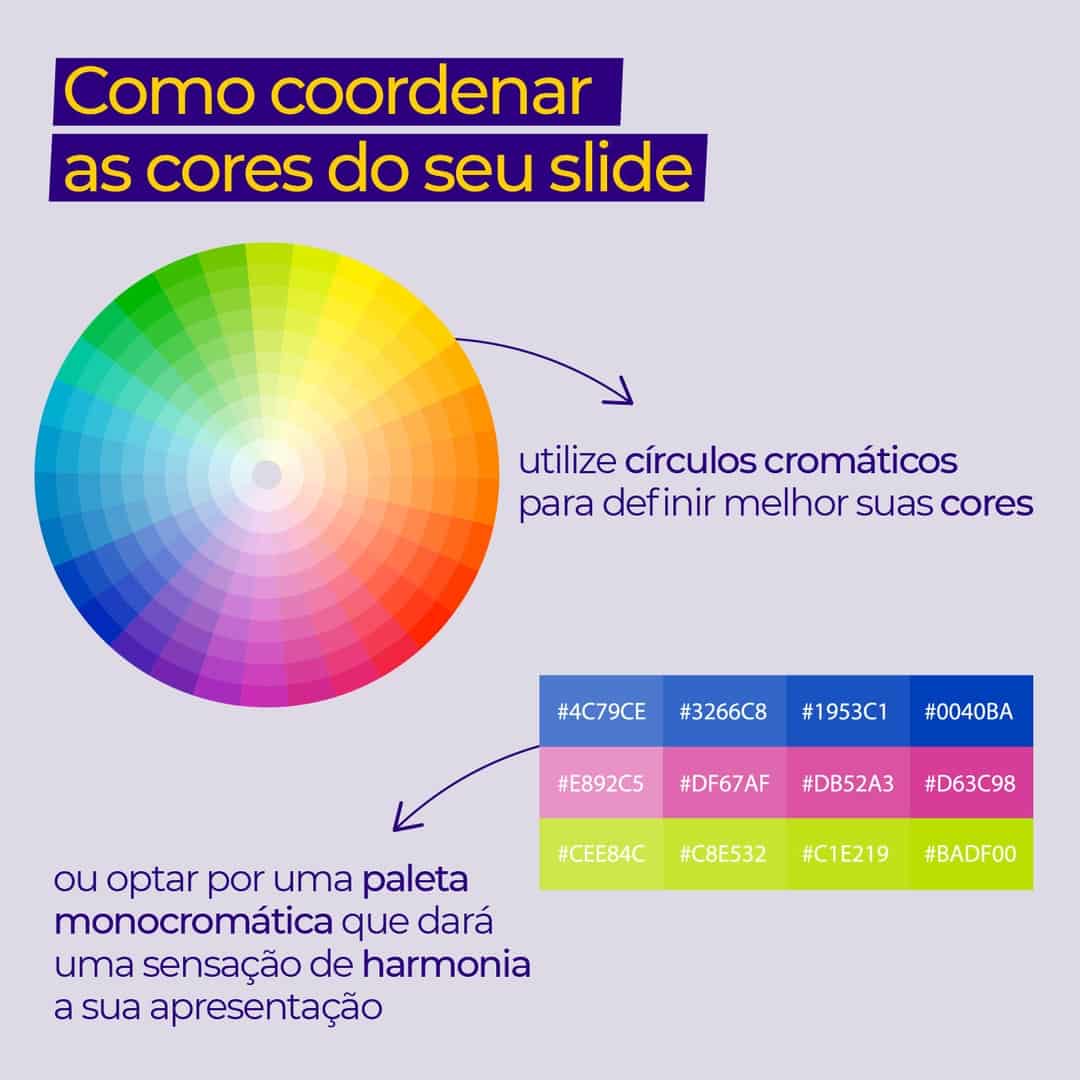 Como coordenar
as cores do seu slide
utilize círculos cromáticos
para definir melhor suas cores
#4C79CE #3266C8 #1953C1 #0040BA
#E892C5 #DF67AF #DB52A3 #D63C98
#CEE84C #C8E532 #C1E219 #BADF00
ou optar por uma paleta
monocromática que dará
uma sensação de harmonia
a sua apresentação